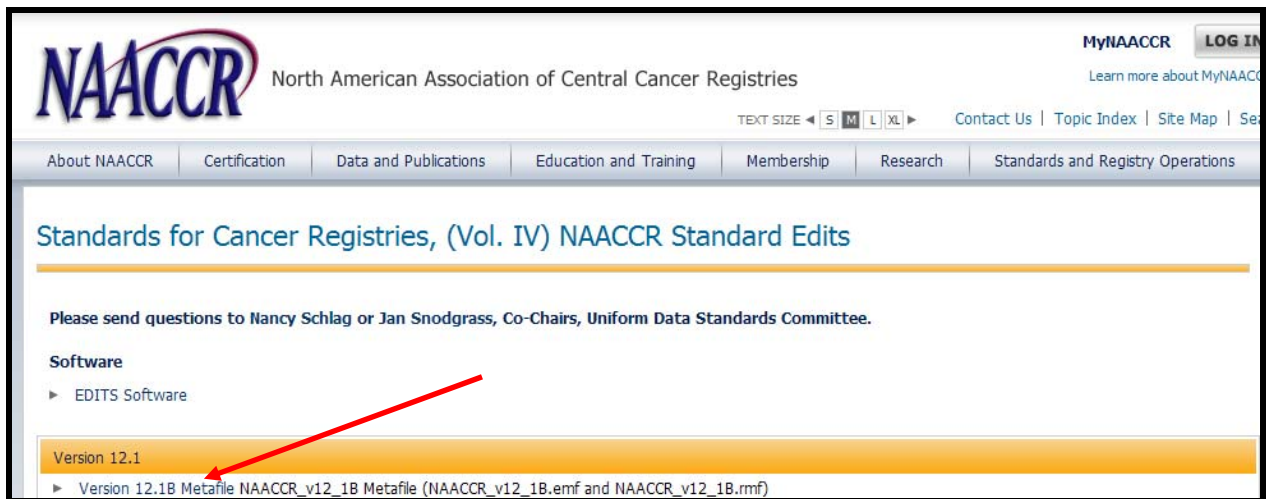 NAACCR North American Association of Central Cancer Registries
MyNAACCR LOG IN
Learn more about MyNAACC
TEXT SIZE ◄ S M L XL ► Contact Us | Topic Index | Site Map | Sea
About NAACCR Certification Data and Publications Education and Training Membership Research Standards and Registry Operations
Standards for Cancer Registries, (Vol. IV) NAACCR Standard Edits
Please send questions to Nancy Schlag or Jan Snodgrass, Co-Chairs, Uniform Data Standards Committee.
Software
► EDITS Software
Version 12.1
► Version 12.1B Metafile NAACCR_v12_1B Metafile (NAACCR_v12_1B.emf and NAACCR_v12_1B.rmf)